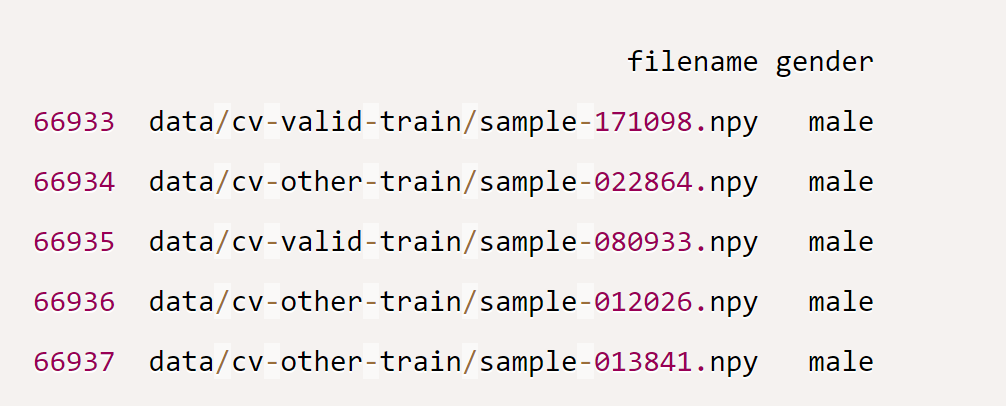 filename gender
66933 data/cv-valid-train/sample-171098.npy male
66934 data/cv-other-train/sample-022864.npy male
66935 data/cv-valid-train/sample-080933.npy male
66936 data/cv-other-train/sample-012026.npy male
66937 data/cv-other-train/sample-013841.npy male